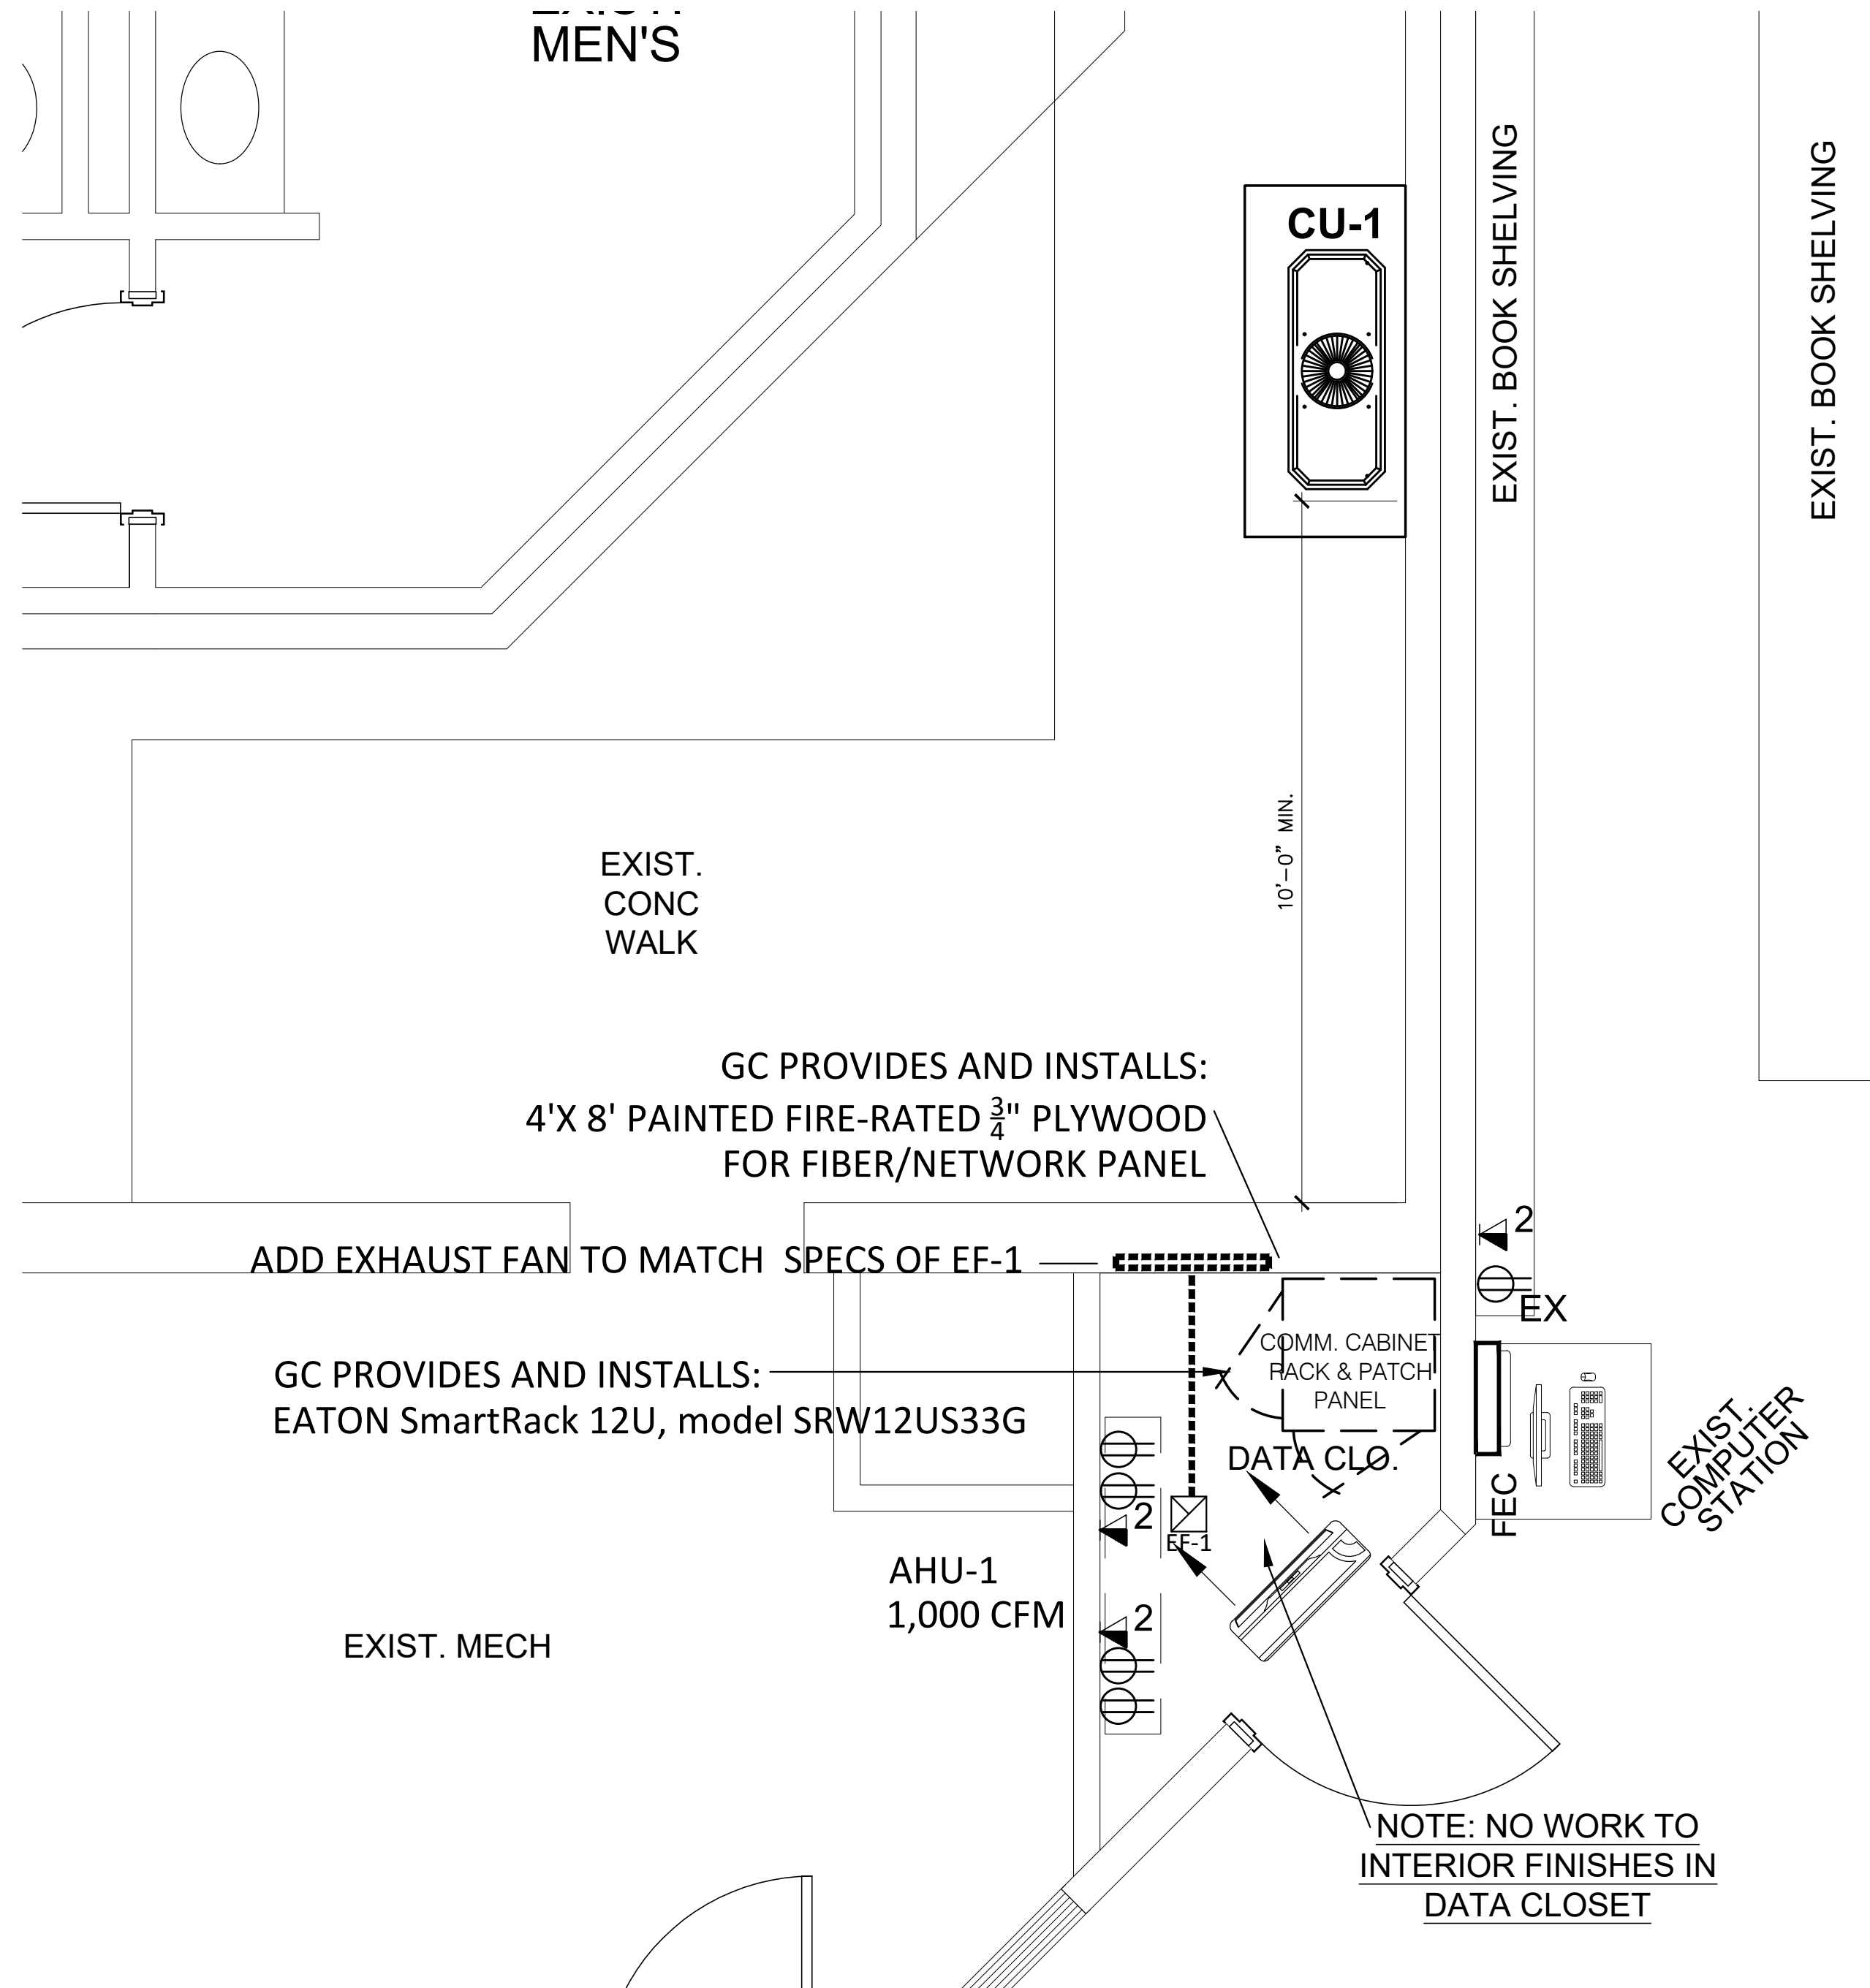 MEN'S
CU-1
EXIST. BOOK SHELVING
EXIST. BOOK SHELVING
EXIST.
CONC
WALK
10'–0" MIN.
GC PROVIDES AND INSTALLS:
4'X 8' PAINTED FIRE-RATED 3/4" PLYWOOD
FOR FIBER/NETWORK PANEL
ADD EXHAUST FAN TO MATCH SPECS OF EF-1
2
EX
COMM. CABINET
RACK & PATCH
PANEL
GC PROVIDES AND INSTALLS:
EATON SmartRack 12U, model SRW12US33G
DATA CLO.
EXIST.
COMPUTER
STATION
FEC
2
EF-1
AHU-1
1,000 CFM
2
EXIST. MECH
NOTE: NO WORK TO
INTERIOR FINISHES IN
DATA CLOSET